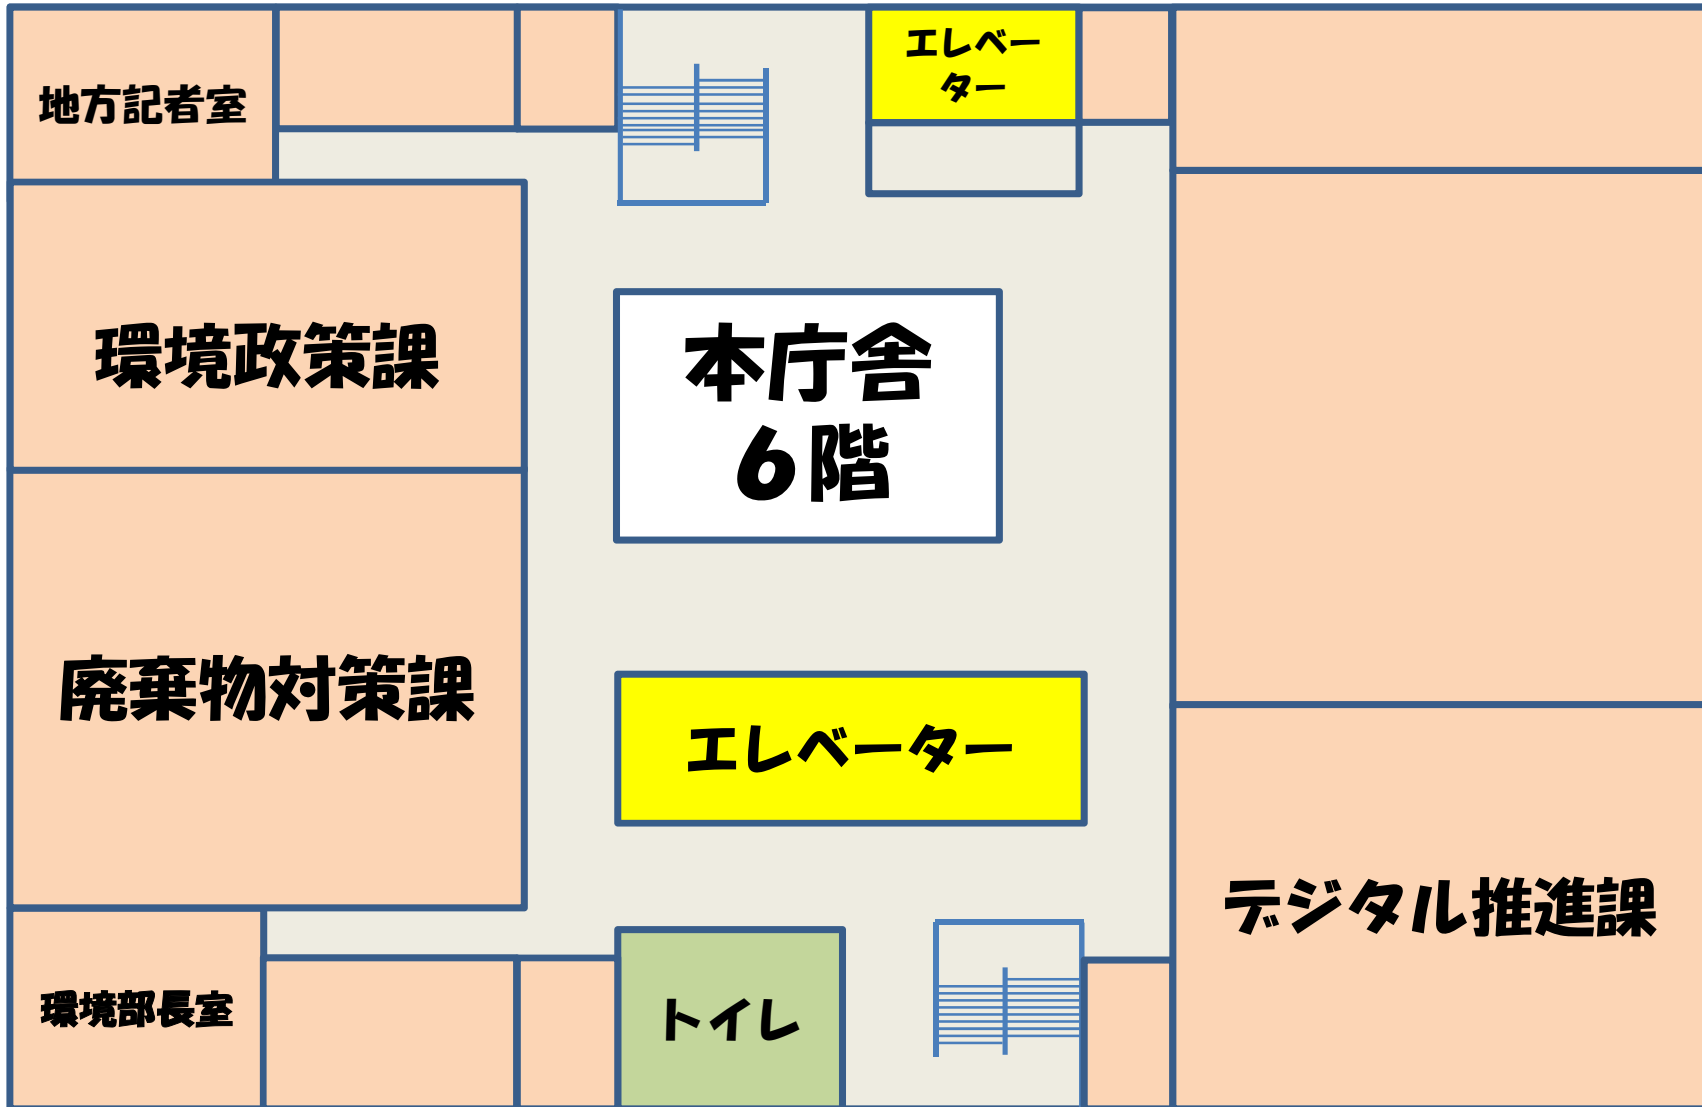 エレベー
ター
地方記者室
環境政策課
本庁舎
６階
廃棄物対策課
エレベーター
デジタル推進課
環境部長室
トイレ